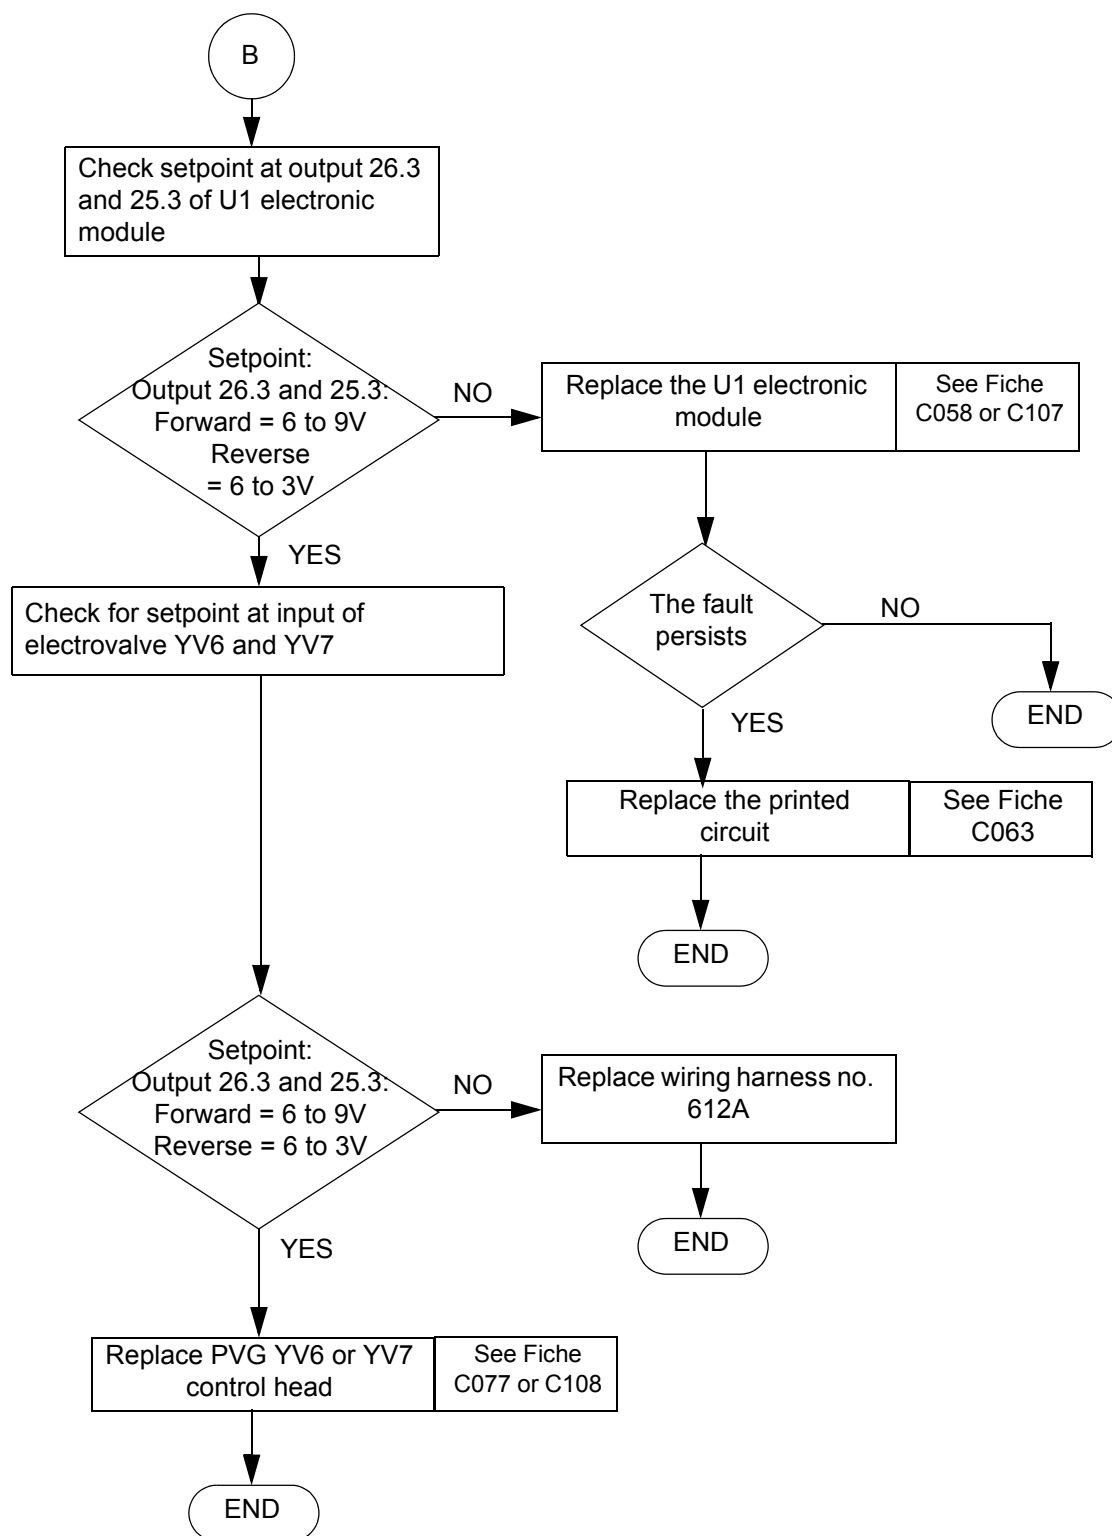 B
Check setpoint at output 26.3
and 25.3 of U1 electronic
module
Setpoint:
Output 26.3 and 25.3:
Forward = 6 to 9V
Reverse
= 6 to 3V
NO
Replace the U1 electronic
module
See Fiche
C058 or C107
YES
Check for setpoint at input of
electrovalve YV6 and YV7
The fault
persists
NO
END
YES
Replace the printed
circuit
See Fiche
C063
END
Setpoint:
Output 26.3 and 25.3:
Forward = 6 to 9V
Reverse = 6 to 3V
NO
Replace wiring harness no.
612A
END
YES
Replace PVG YV6 or YV7
control head
See Fiche
C077 or C108
END